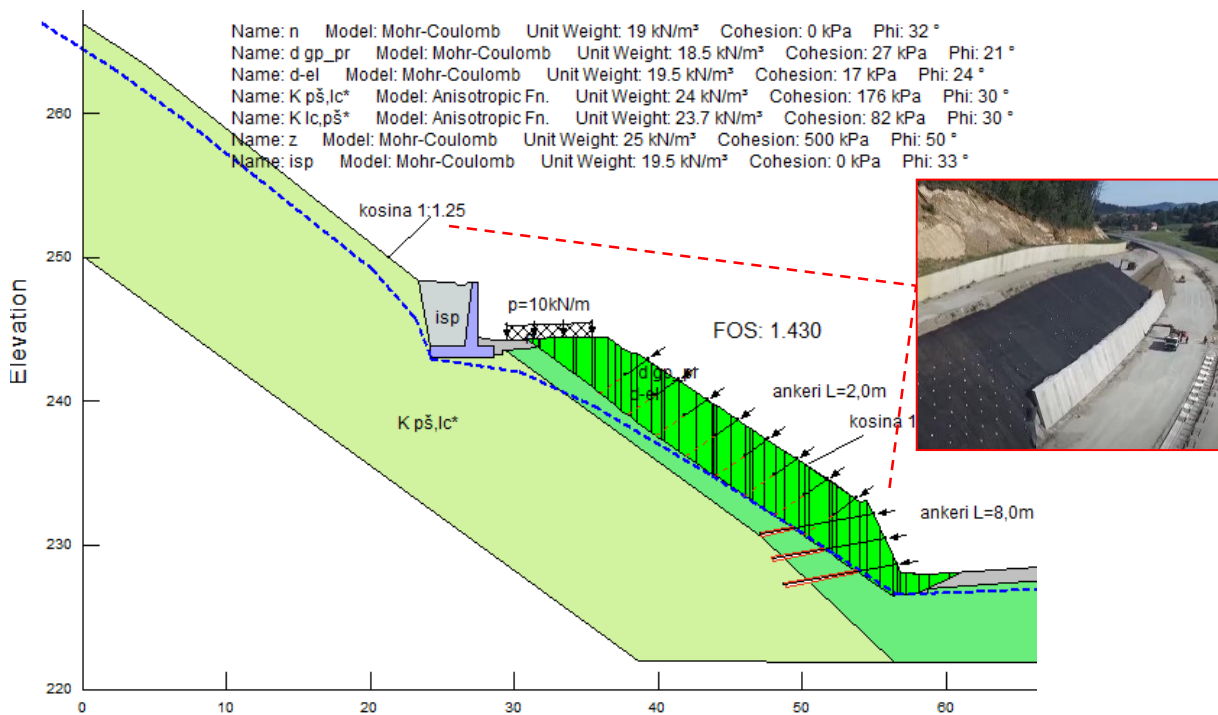 Name: n Model: Mohr-Coulomb Unit Weight: 19 kN/m³ Cohesion: 0 kPa Phi: 32 °
Name: d gp_pr Model: Mohr-Coulomb Unit Weight: 18.5 kN/m³ Cohesion: 27 kPa Phi: 21 °
Name: d-el Model: Mohr-Coulomb Unit Weight: 19.5 kN/m³ Cohesion: 17 kPa Phi: 24 °
Name: K pš,lc* Model: Anisotropic Fn. Unit Weight: 24 kN/m³ Cohesion: 176 kPa Phi: 30 °
Name: K lc,pš* Model: Anisotropic Fn. Unit Weight: 23.7 kN/m³ Cohesion: 82 kPa Phi: 30 °
Name: z Model: Mohr-Coulomb Unit Weight: 25 kN/m³ Cohesion: 500 kPa Phi: 50 °
Name: isp Model: Mohr-Coulomb Unit Weight: 19.5 kN/m³ Cohesion: 0 kPa Phi: 33 °
kosina 1:1.25
isp
p=10kN/m
FOS: 1.430
d gp_pr
d-el
ankeri L=2,0m
kosina 1
K pš,lc*
ankeri L=8,0m
Elevation
260
250
240
230
220
0 10 20 30 40 50 60